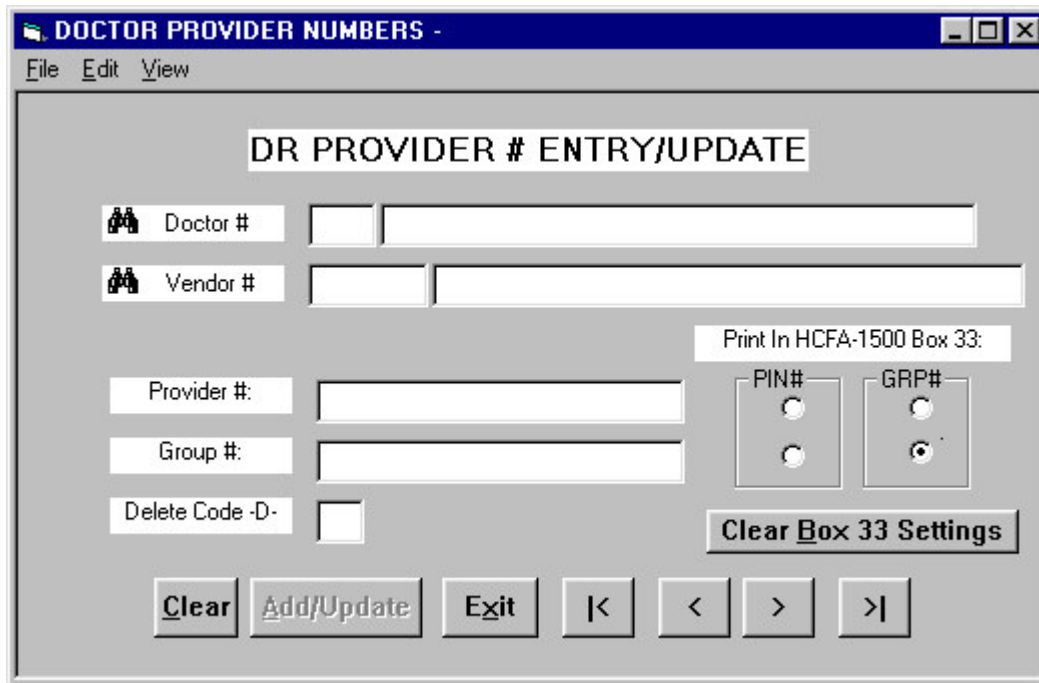 DOCTOR PROVIDER NUMBERS -
File Edit View
DR PROVIDER # ENTRY/UPDATE
Doctor #
Vendor #
Print In HCFA-1500 Box 33:
PIN# GRP#
Provider #:
Group #:
Delete Code -D-
Clear Box 33 Settings
Clear Add/Update Exit |< < > >|